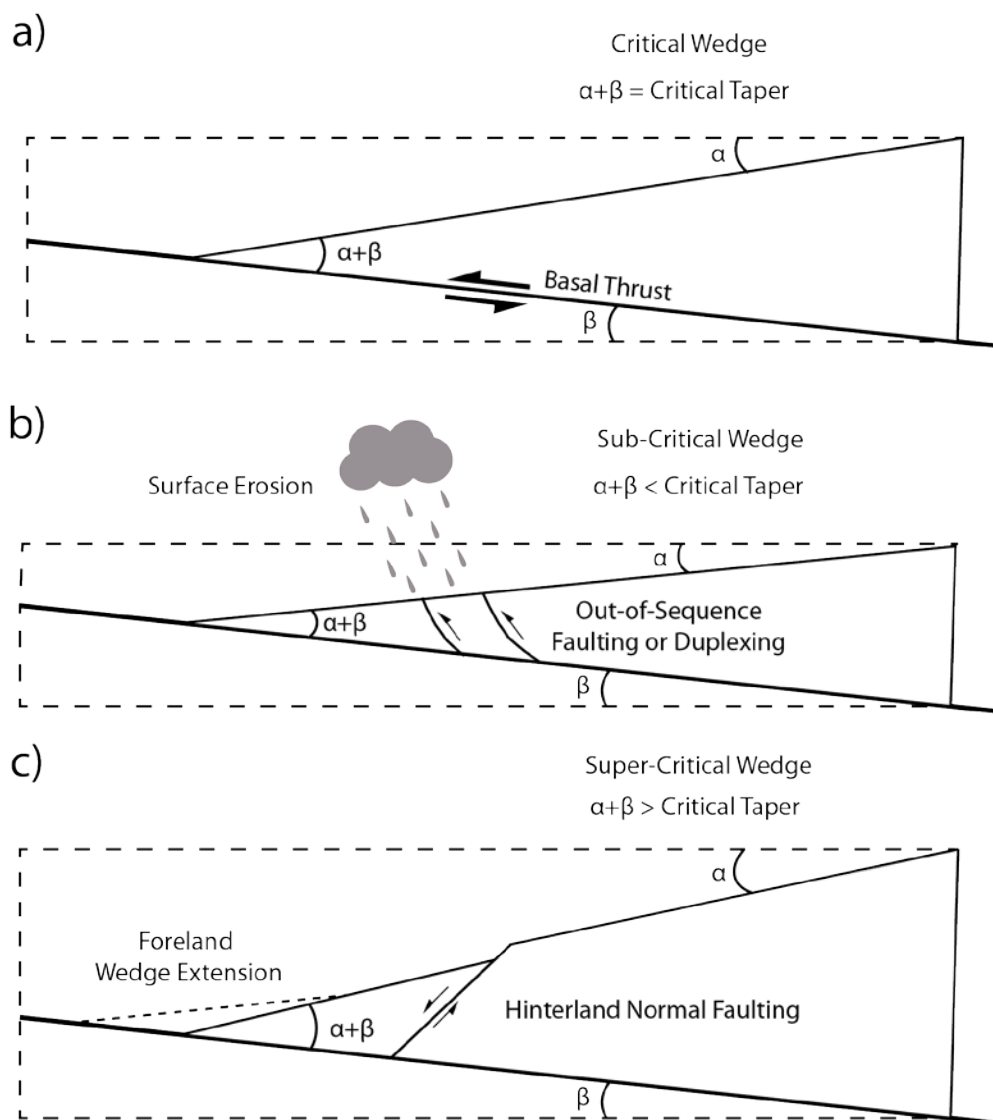 a)
Critical Wedge
α+β = Critical Taper
α
α+β
Basal Thrust
β
b)
Sub-Critical Wedge
Surface Erosion
α+β < Critical Taper
α
Out-of-Sequence
α+β
Faulting or Duplexing
β
c)
Super-Critical Wedge
α+β > Critical Taper
α
Foreland
Wedge Extension
Hinterland Normal Faulting
α+β
β